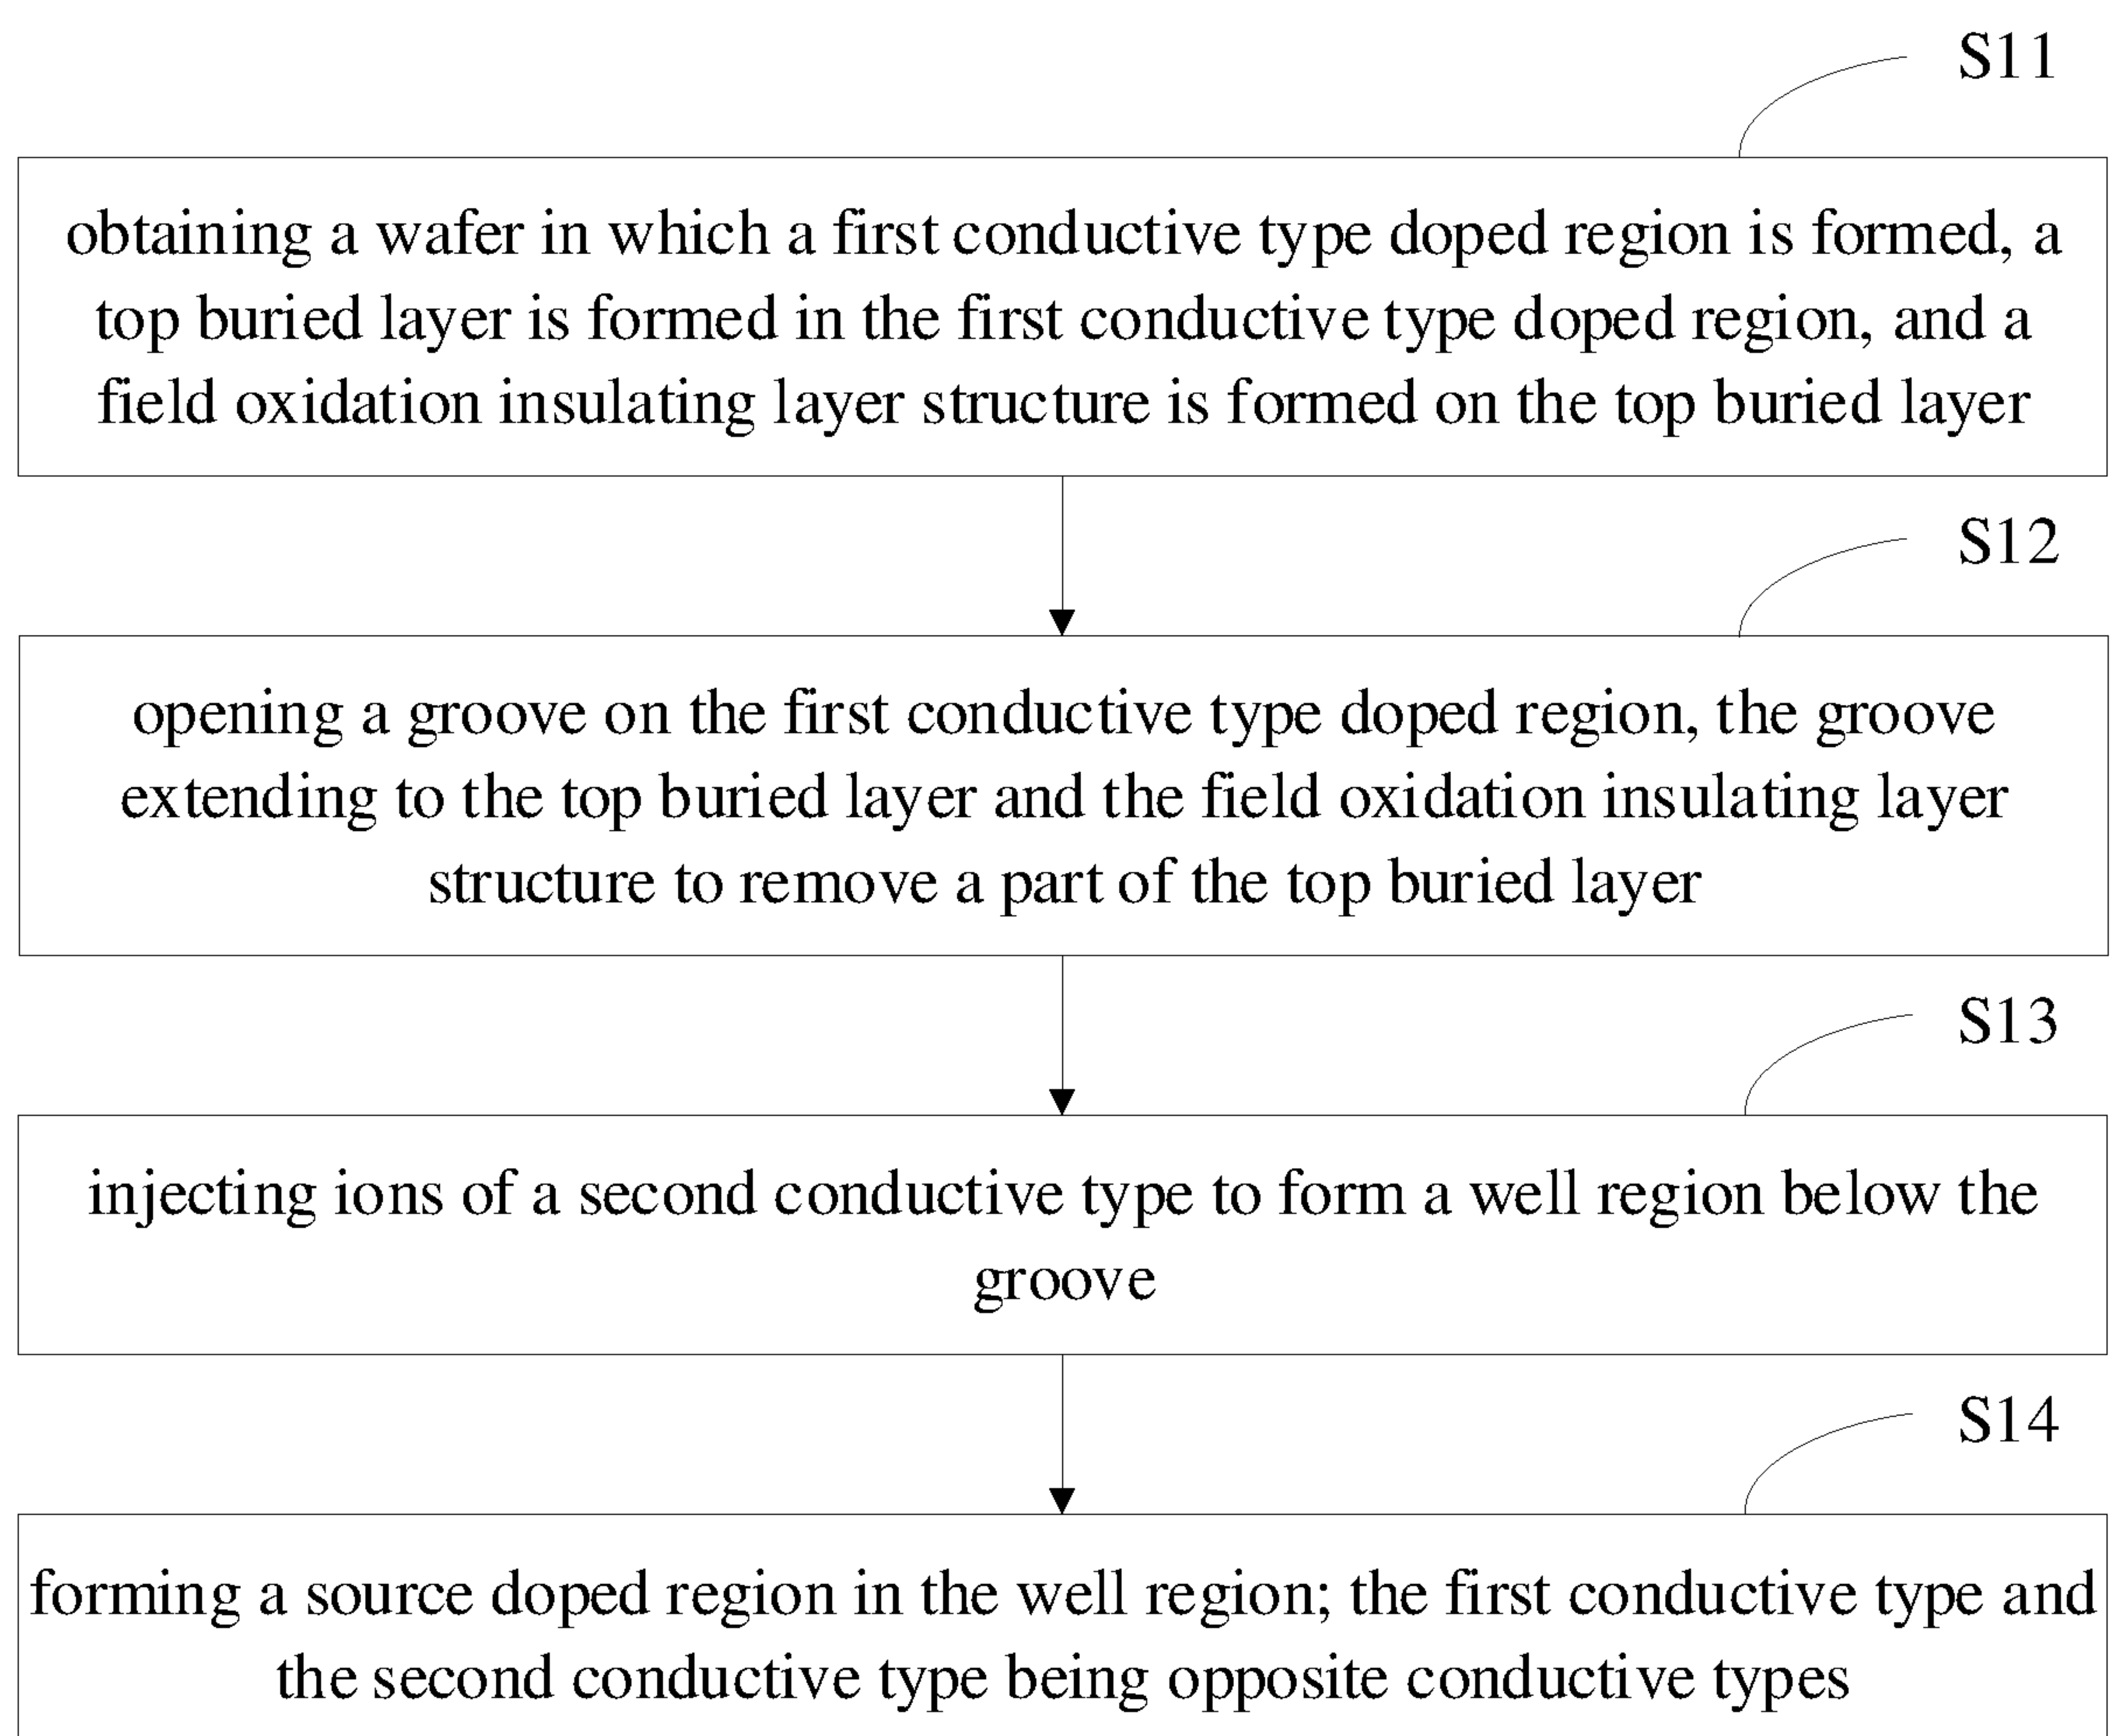 S11
obtaining a wafer in which a first conductive type doped region is formed, a
top buried layer is formed in the first conductive type doped region, and a
field oxidation insulating layer structure is formed on the top buried layer
S12
opening a groove on the first conductive type doped region, the groove
extending to the top buried layer and the field oxidation insulating layer
structure to remove a part of the top buried layer
S13
injecting ions of a second conductive type to form a well region below the
groove
S14
forming a source doped region in the well region; the first conductive type and
the second conductive type being opposite conductive types